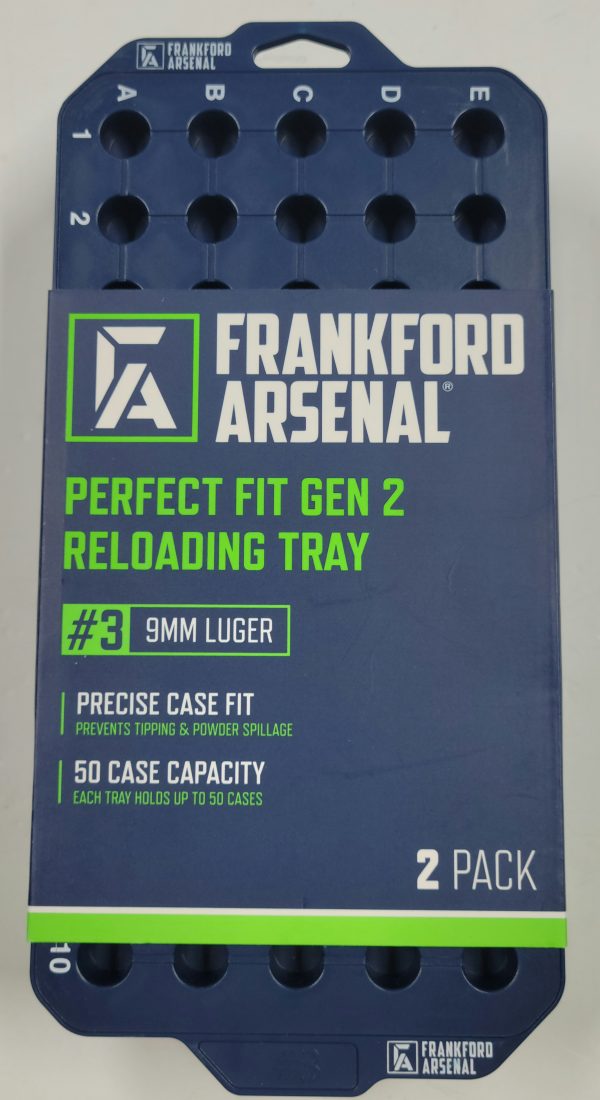 FRANKFORD
ARSENAL
A B C D E
1
2
FRANKFORD
ARSENAL®
PERFECT FIT GEN 2
RELOADING TRAY
#3 9MM LUGER
PRECISE CASE FIT
PREVENTS TIPPING & POWDER SPILLAGE
50 CASE CAPACITY
EACH TRAY HOLDS UP TO 50 CASES
2 PACK
10
FRANKFORD
ARSENAL